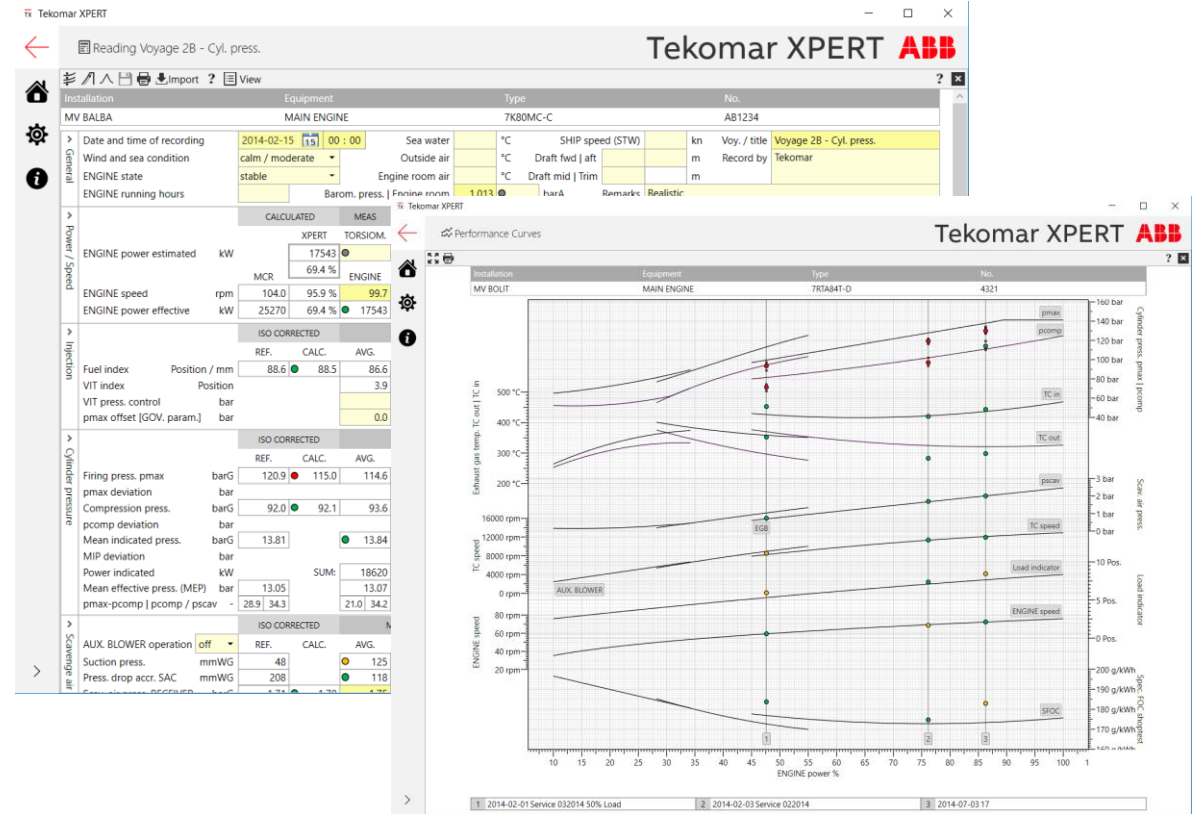 Tekomar XPERT
Reading Voyage 2B - Cyl. press.
Tekomar XPERT ABB
Import ? View ?
Installation Equipment Type No.
MV BALBA MAIN ENGINE 7K80MC-C AB1234
General
Date and time of recording 2014-02-15 15 00 : 00 Sea water °C SHIP speed (STW) kn Voy. / title Voyage 2B - Cyl. press.
Wind and sea condition calm / moderate Outside air °C Draft fwd | aft m Record by Tekomar
ENGINE state stable Engine room air °C Draft mid | Trim m
ENGINE running hours Barom. press. | Engine room 1.013 barA Remarks Realistic
Power / Speed
CALCULATED MEAS
XPERT TORSIOM.
ENGINE power estimated kW 17543
MCR 69.4 % ENGINE
ENGINE speed rpm 104.0 95.9 % 99.7
ENGINE power effective kW 25270 69.4 % 17543
Injection
ISO CORRECTED
REF. CALC. AVG.
Fuel index Position / mm 88.6 88.5 86.6
VIT index Position 3.9
VIT press. control bar
pmax offset [GOV. param.] bar 0.0
Cylinder pressure
ISO CORRECTED
REF. CALC. AVG.
Firing press. pmax barG 120.9 115.0 114.6
pmax deviation bar
Compression press. barG 92.0 92.1 93.6
pcomp deviation bar
Mean indicated press. barG 13.81 13.84
MIP deviation bar
Power indicated kW SUM: 18620
Mean effective press. (MEP) bar 13.05 13.07
pmax-pcomp | pcomp / pscav - 28.9 34.3 21.0 34.2
Scavenge air
ISO CORRECTED M
AUX. BLOWER operation off REF. CALC. AVG.
Suction press. mmWG 48 125
Press. drop accr. SAC mmWG 208 118
Tekomar XPERT
Performance Curves
Tekomar XPERT ABB
?
Installation Equipment Type No.
MV BOLIT MAIN ENGINE 7RTA84T-D 4321
160 bar
140 bar
120 bar
100 bar
80 bar
60 bar
40 bar
Cylinder press. pmax | pcomp
pmax
pcomp
500 °C
400 °C
300 °C
200 °C
Exhaust gas temp. TC out | TC in
TC in
TC out
3 bar
2 bar
1 bar
0 bar
Scav. air press.
pscav
EGB
16000 rpm
12000 rpm
8000 rpm
4000 rpm
0 rpm
TC speed
TC speed
AUX. BLOWER
10 Pos.
5 Pos.
0 Pos.
Load indicator
Load indicator
80 rpm
60 rpm
40 rpm
20 rpm
ENGINE speed
ENGINE speed
200 g/kWh
190 g/kWh
180 g/kWh
170 g/kWh
160 g/kWh
Spec. FOC shoptest
SFOC
1 2 3
10 15 20 25 30 35 40 45 50 55 60 65 70 75 80 85 90 95 100 1
ENGINE power %
1 2014-02-01 Service 032014 50% Load 2 2014-02-03 Service 022014 3 2014-07-03 17